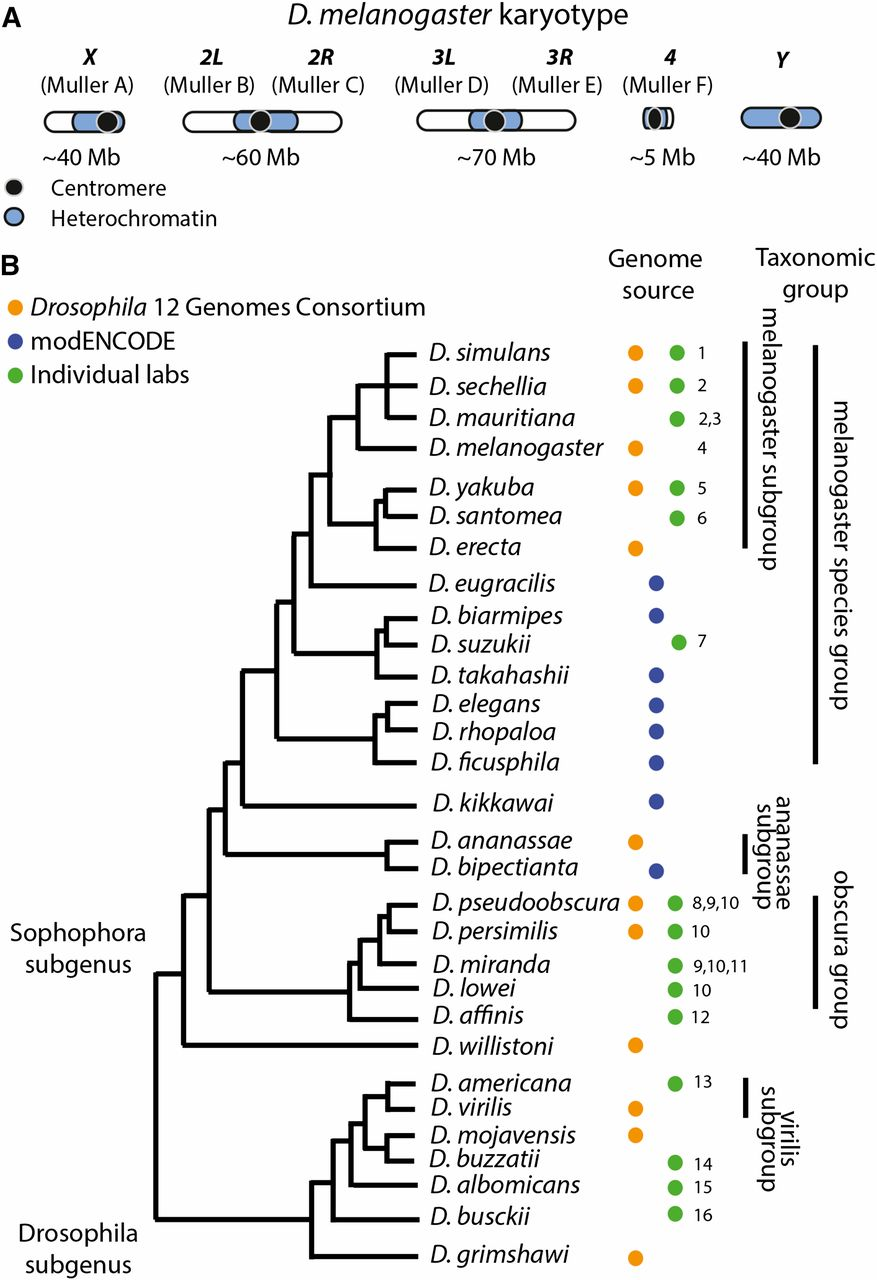 A
D. melanogaster karyotype
X 2L 2R 3L 3R 4 Y
(Muller A) (Muller B) (Muller C) (Muller D) (Muller E) (Muller F)
~40 Mb ~60 Mb ~70 Mb ~5 Mb ~40 Mb
Centromere
Heterochromatin
B
Genome source
Taxonomic group
Drosophila 12 Genomes Consortium
modENCODE
Individual labs
D. simulans 1
D. sechellia 2
D. mauritiana 2,3
D. melanogaster 4
D. yakuba 5
D. santomea 6
D. erecta
D. eugracilis
D. biarmipes
D. suzukii 7
D. takahashii
D. elegans
D. rhopaloa
D. ficusphila
D. kikkawai
D. ananassae
D. bipectianta
D. pseudoobscura 8,9,10
D. persimilis 10
D. miranda 9,10,11
D. lowei 10
D. affinis 12
D. willistoni
D. americana 13
D. virilis
D. mojavensis
D. buzzatii 14
D. albomicans 15
D. busckii 16
D. grimshawi
melanogaster subgroup
melanogaster species group
ananassae
subgroup
obscura group
virilis
subgroup
Sophophora
subgenus
Drosophila
subgenus